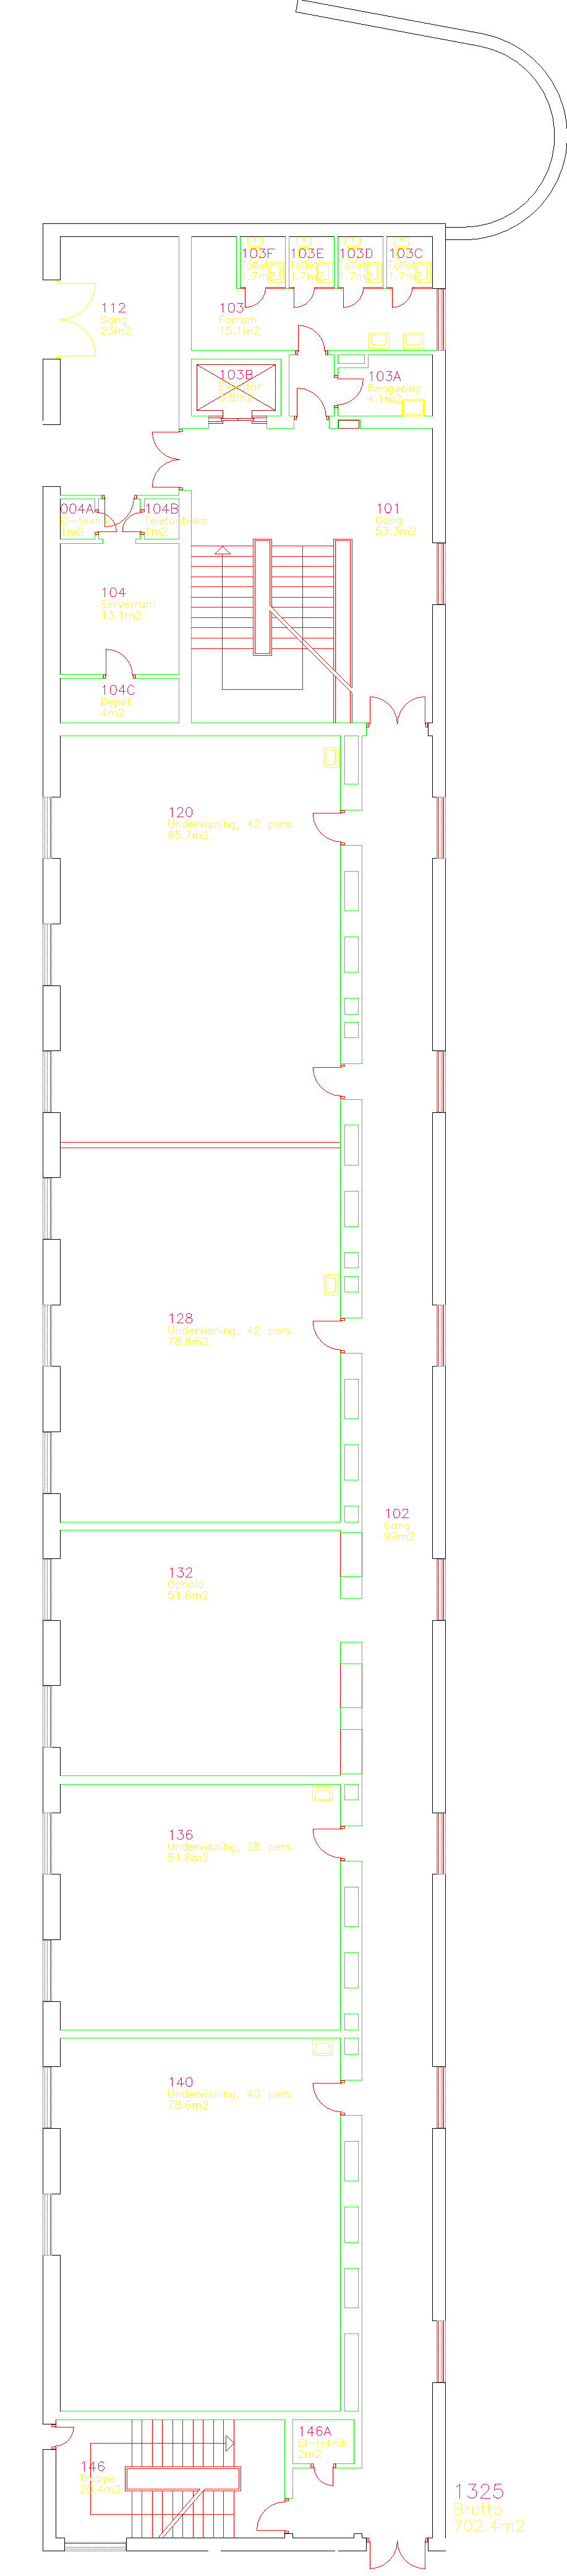 103F
Toilet
1.7m2
103E
Toilet
1.7m2
103D
Toilet
1.7m2
103C
Toilet
1.7m2
112
Gang
23m2
103
Forrum
15.1m2
103B
Elevator
3.8m2
103A
Rengøring
4.1m2
004A
El-teknik
1m2
104B
Telefonboks
1m2
101
Gang
53.3m2
104
Serverrum
13.1m2
104C
Depot
4m2
120
Undervisning, 42 pers.
85.7m2
128
Undervisning, 42 pers.
78.8m2
102
Gang
99m2
132
Ophold
51.8m2
136
Undervisning, 28 pers.
51.8m2
140
Undervisning, 40 pers.
78.8m2
146A
El-teknik
3m2
146
Trappe
20.4m2
1325
Brutto
702.4m2